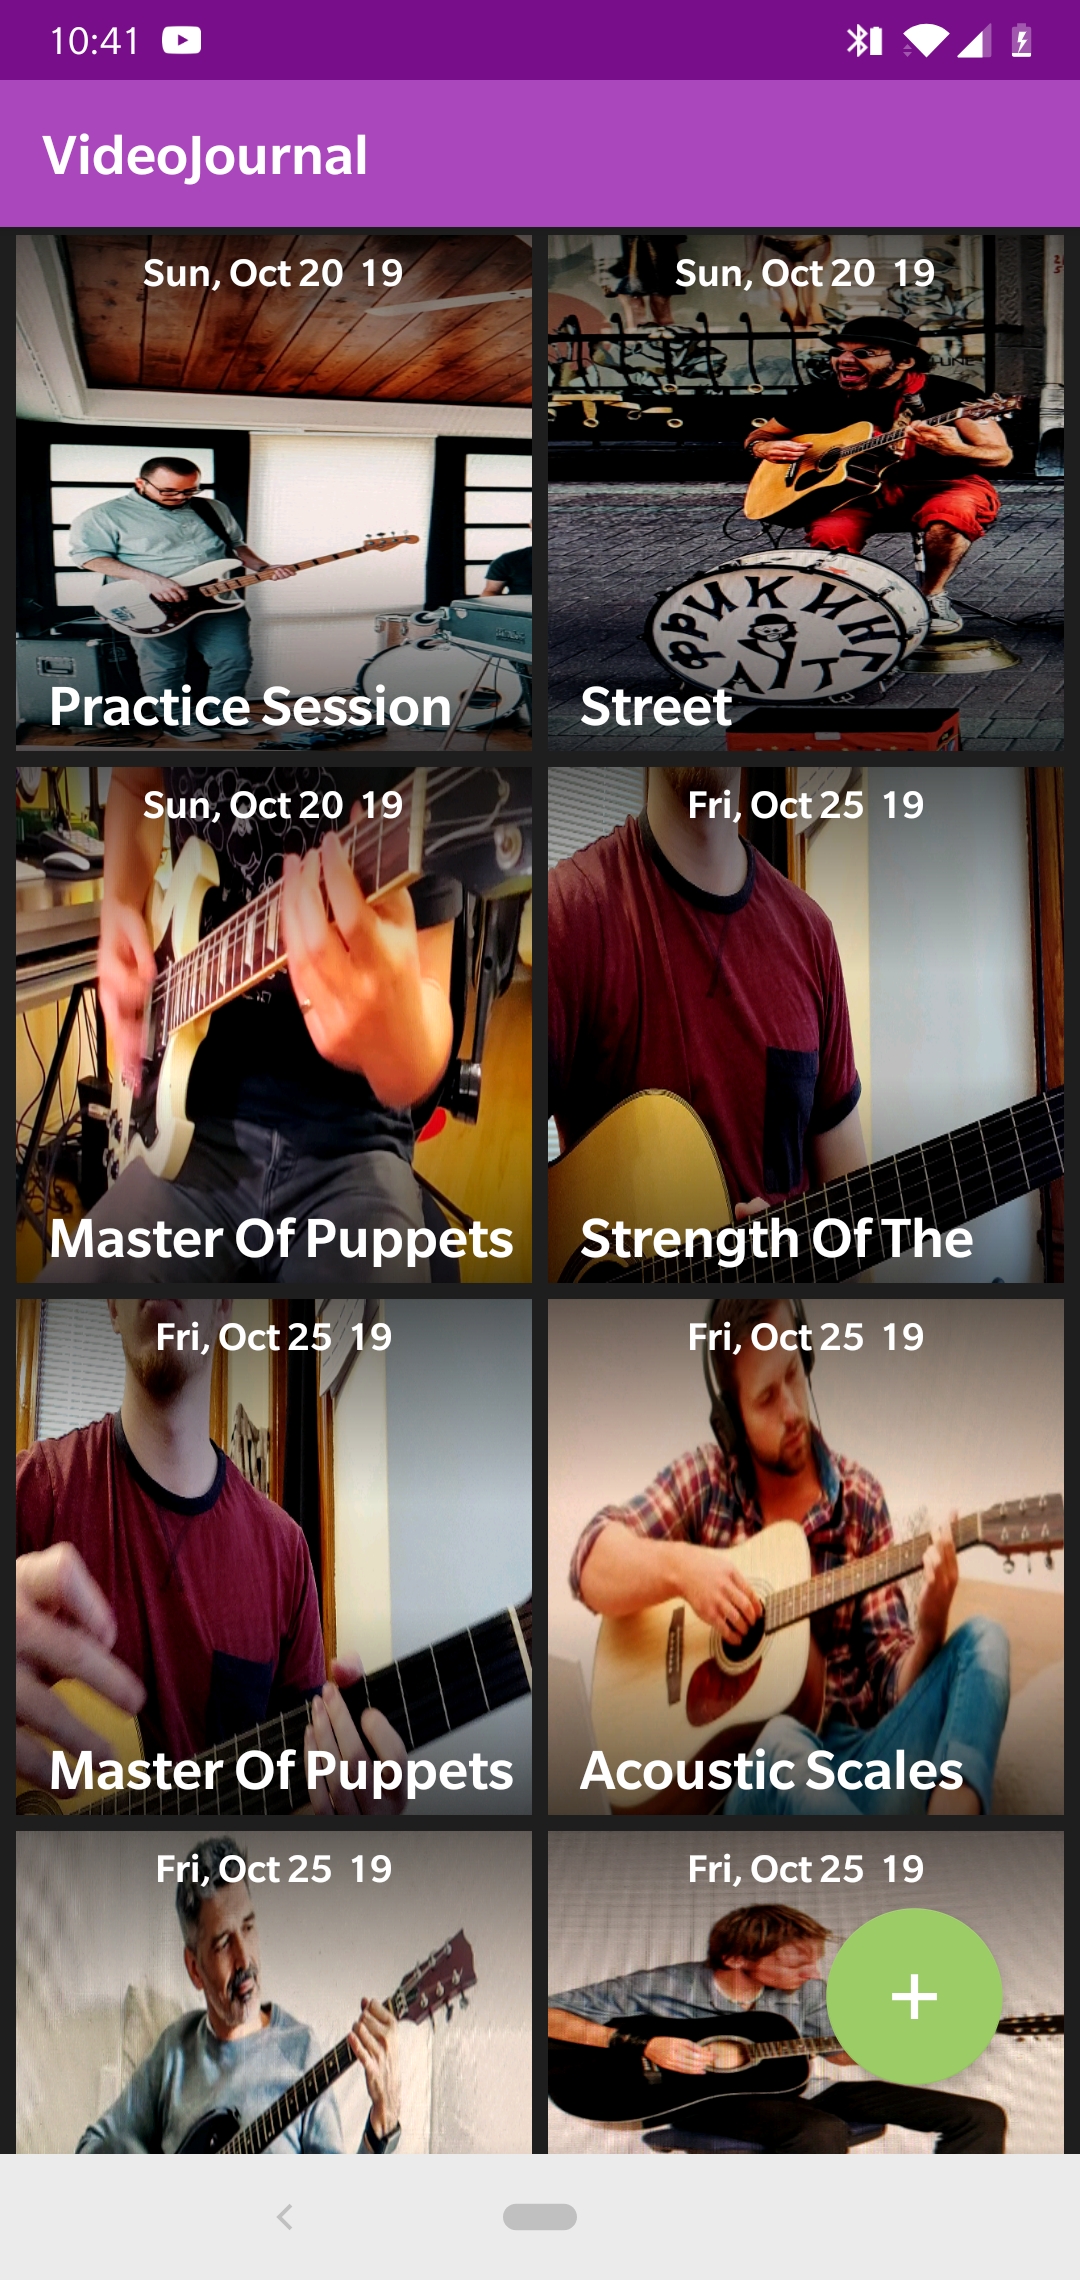 10:41
VideoJournal
Sun, Oct 20 19
Sun, Oct 20 19
ФРИКИНГ
АУТ
Practice Session
Street
Sun, Oct 20 19
Fri, Oct 25 19
Master Of Puppets
Strength Of The
Fri, Oct 25 19
Fri, Oct 25 19
Master Of Puppets
Acoustic Scales
Fri, Oct 25 19
Fri, Oct 25 19